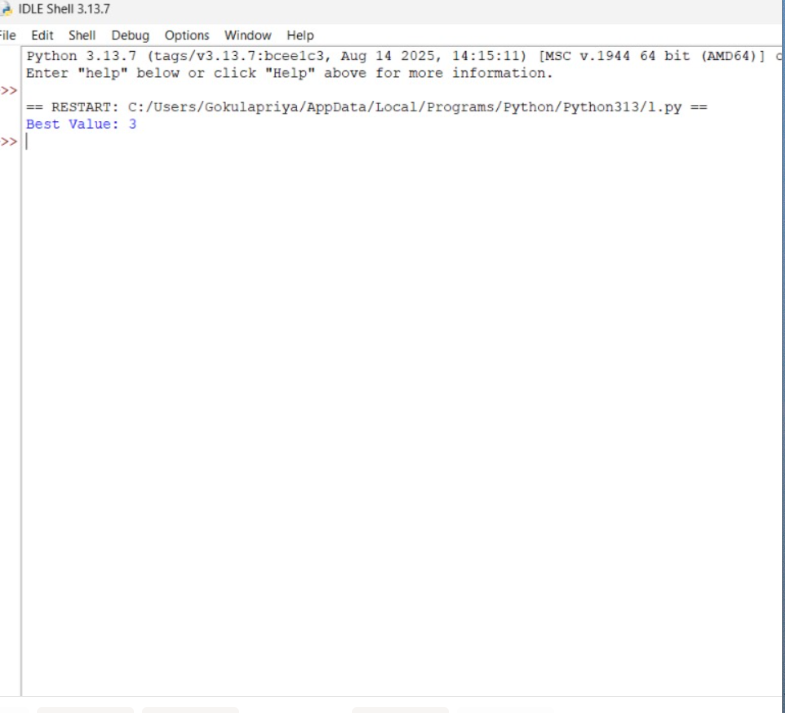 IDLE Shell 3.13.7
File Edit Shell Debug Options Window Help
Python 3.13.7 (tags/v3.13.7:bcee1c3, Aug 14 2025, 14:15:11) [MSC v.1944 64 bit (AMD64)]
Enter "help" below or click "Help" above for more information.
>>
== RESTART: C:/Users/Gokulapriya/AppData/Local/Programs/Python/Python313/1.py ==
Best Value: 3
>>